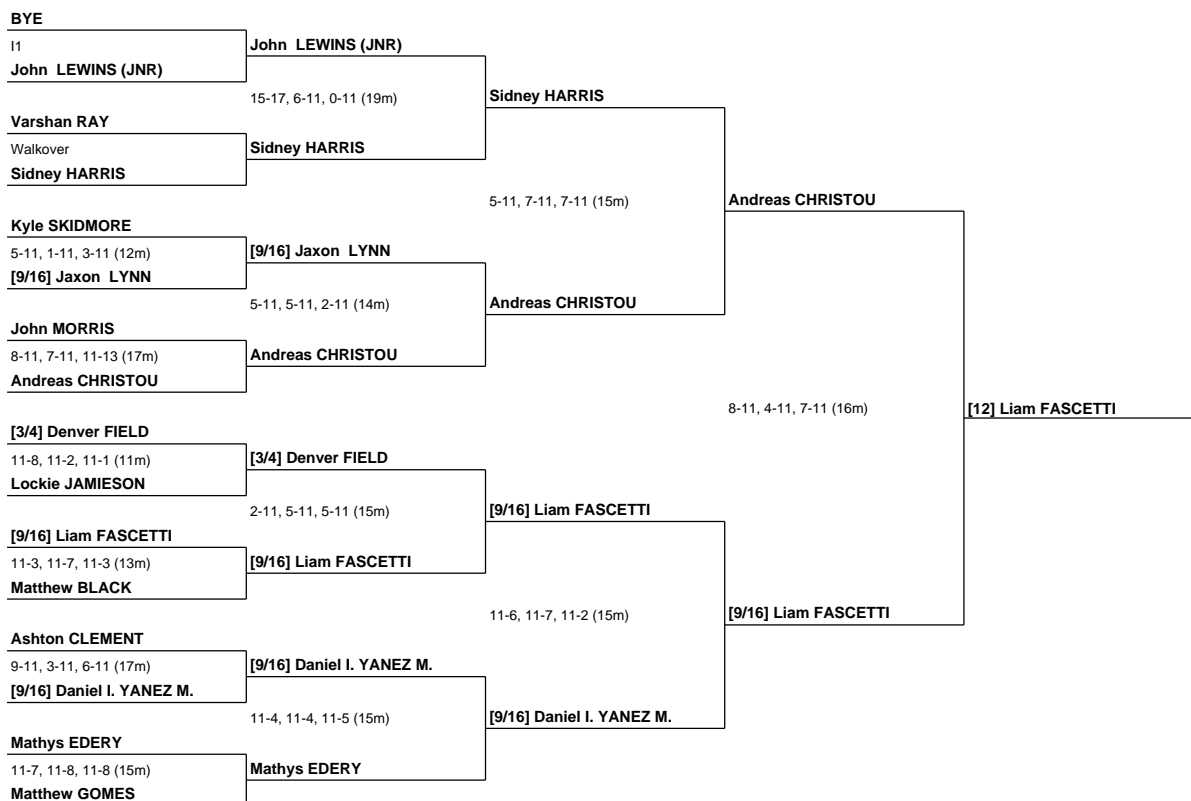 BYE
I1
John  LEWINS (JNR)
Varshan RAY
Walkover
Sidney HARRIS
Kyle SKIDMORE
5-11, 1-11, 3-11 (12m)
[9/16] Jaxon  LYNN
John MORRIS
8-11, 7-11, 11-13 (17m)
Andreas CHRISTOU
[3/4] Denver FIELD
11-8, 11-2, 11-1 (11m)
Lockie JAMIESON
[9/16] Liam FASCETTI
11-3, 11-7, 11-3 (13m)
Matthew BLACK
Ashton CLEMENT
9-11, 3-11, 6-11 (17m)
[9/16] Daniel I. YANEZ M.
Mathys EDERY
11-7, 11-8, 11-8 (15m)
Matthew GOMES
John  LEWINS (JNR)
15-17, 6-11, 0-11 (19m)
Sidney HARRIS
[9/16] Jaxon  LYNN
5-11, 5-11, 2-11 (14m)
Andreas CHRISTOU
[3/4] Denver FIELD
2-11, 5-11, 5-11 (15m)
[9/16] Liam FASCETTI
[9/16] Daniel I. YANEZ M.
11-4, 11-4, 11-5 (15m)
Mathys EDERY
Sidney HARRIS
5-11, 7-11, 7-11 (15m)
Andreas CHRISTOU
[9/16] Liam FASCETTI
11-6, 11-7, 11-2 (15m)
[9/16] Daniel I. YANEZ M.
Andreas CHRISTOU
8-11, 4-11, 7-11 (16m)
[9/16] Liam FASCETTI
[12] Liam FASCETTI